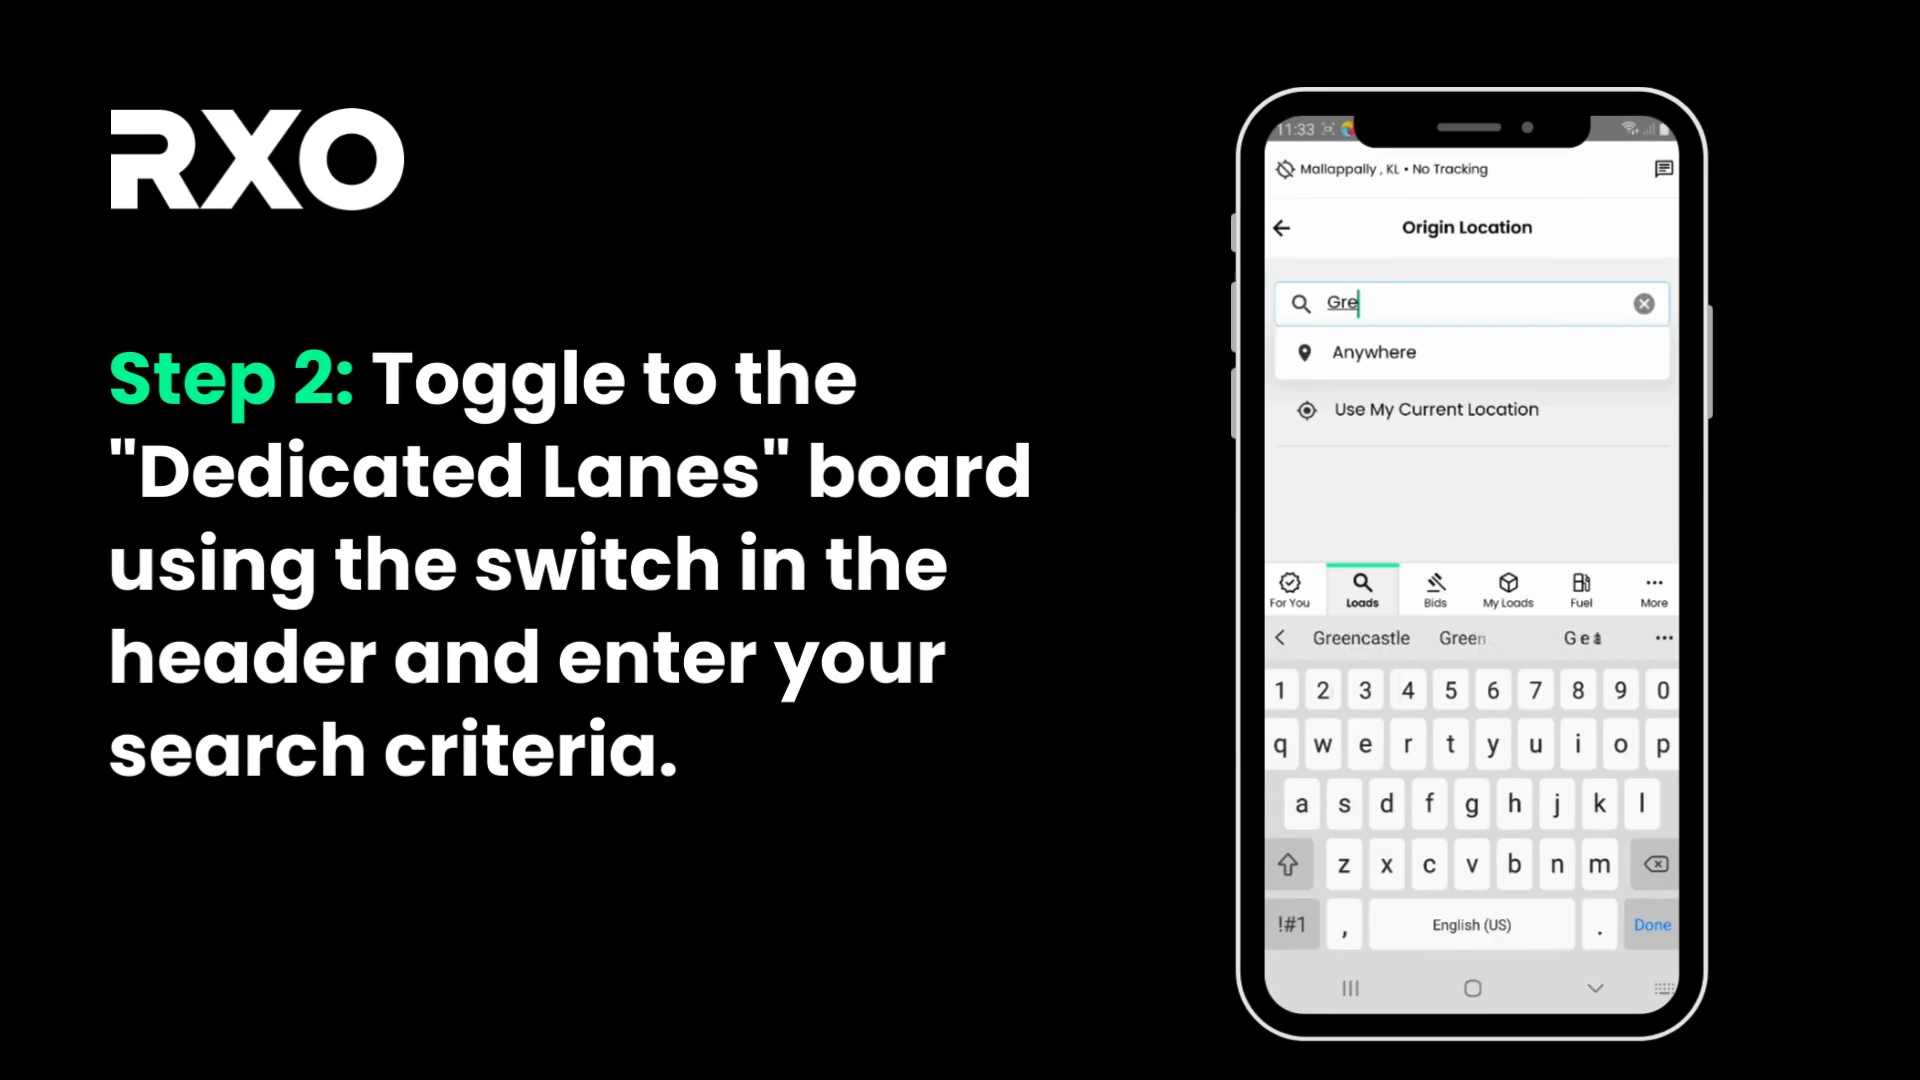 RXO
Step 2: Toggle to the
"Dedicated Lanes" board
using the switch in the
header and enter your
search criteria.
11:33
Mallappally , KL • No Tracking
Origin Location
Gre
Anywhere
Use My Current Location
For You Loads Bids My Loads Fuel More
Greencastle Green
1 2 3 4 5 6 7 8 9 0
q w e r t y u i o p
a s d f g h j k l
z x c v b n m
!#1 , English (US) . Done